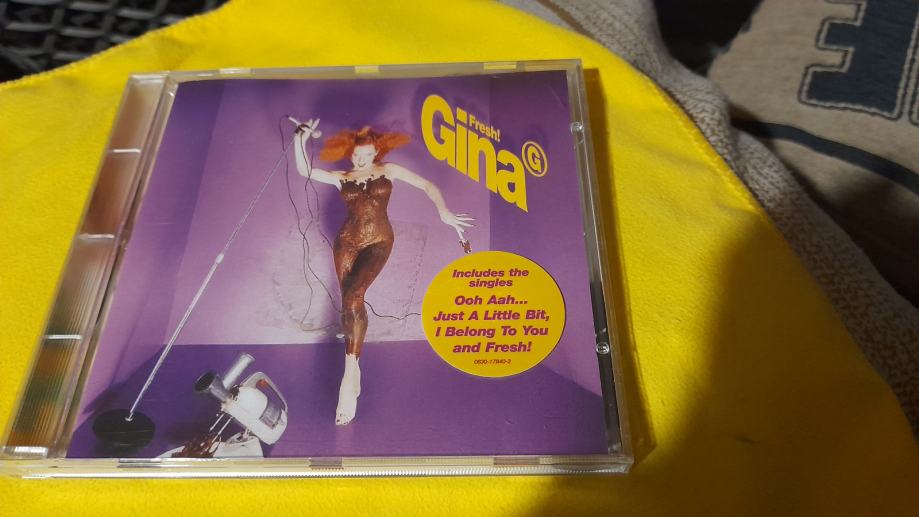 Fresh!
Gina G
Includes the
singles
Ooh Aah...
Just A Little Bit,
I Belong To You
and Fresh!
0630-17840-2